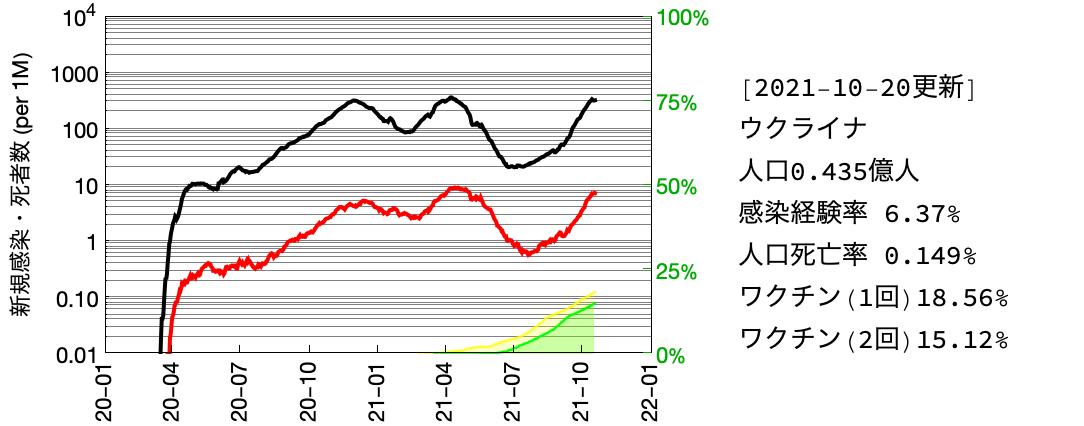 新規感染・死者数 (per 1M)
10^4
1000
100
10
1
0.10
0.01
100%
75%
50%
25%
0%
20-01
20-04
20-07
20-10
21-01
21-04
21-07
21-10
22-01
[2021-10-20更新]
ウクライナ
人口0.435億人
感染経験率 6.37%
人口死亡率 0.149%
ワクチン(1回)18.56%
ワクチン(2回)15.12%